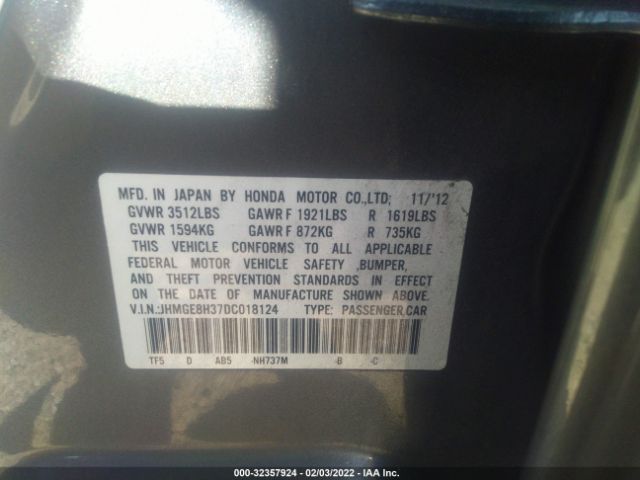 MFD. IN JAPAN BY HONDA MOTOR CO.,LTD; 11/'12
GVWR 3512LBS GAWR F 1921LBS R 1619LBS
GVWR 1594KG GAWR F 872KG R 735KG
THIS VEHICLE CONFORMS TO ALL APPLICABLE
FEDERAL MOTOR VEHICLE SAFETY ,BUMPER,
AND THEFT PREVENTION STANDARDS IN EFFECT
ON THE DATE OF MANUFACTURE SHOWN ABOVE.
V.I.N.:JHMGE8H37DC018124 TYPE: PASSENGER CAR
TF5 D AB5 -NH737M -B -C
000-32357924 - 02/03/2022 - IAA Inc.